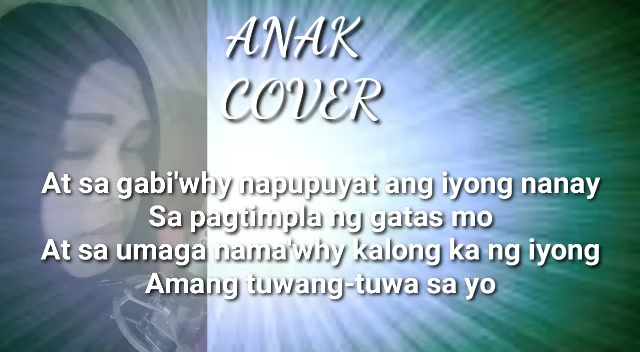 ANAK
COVER
At sa gabi'why napupuyat ang iyong nanay
Sa pagtimpla ng gatas mo
At sa umaga nama'why kalong ka ng iyong
Amang tuwang-tuwa sa yo